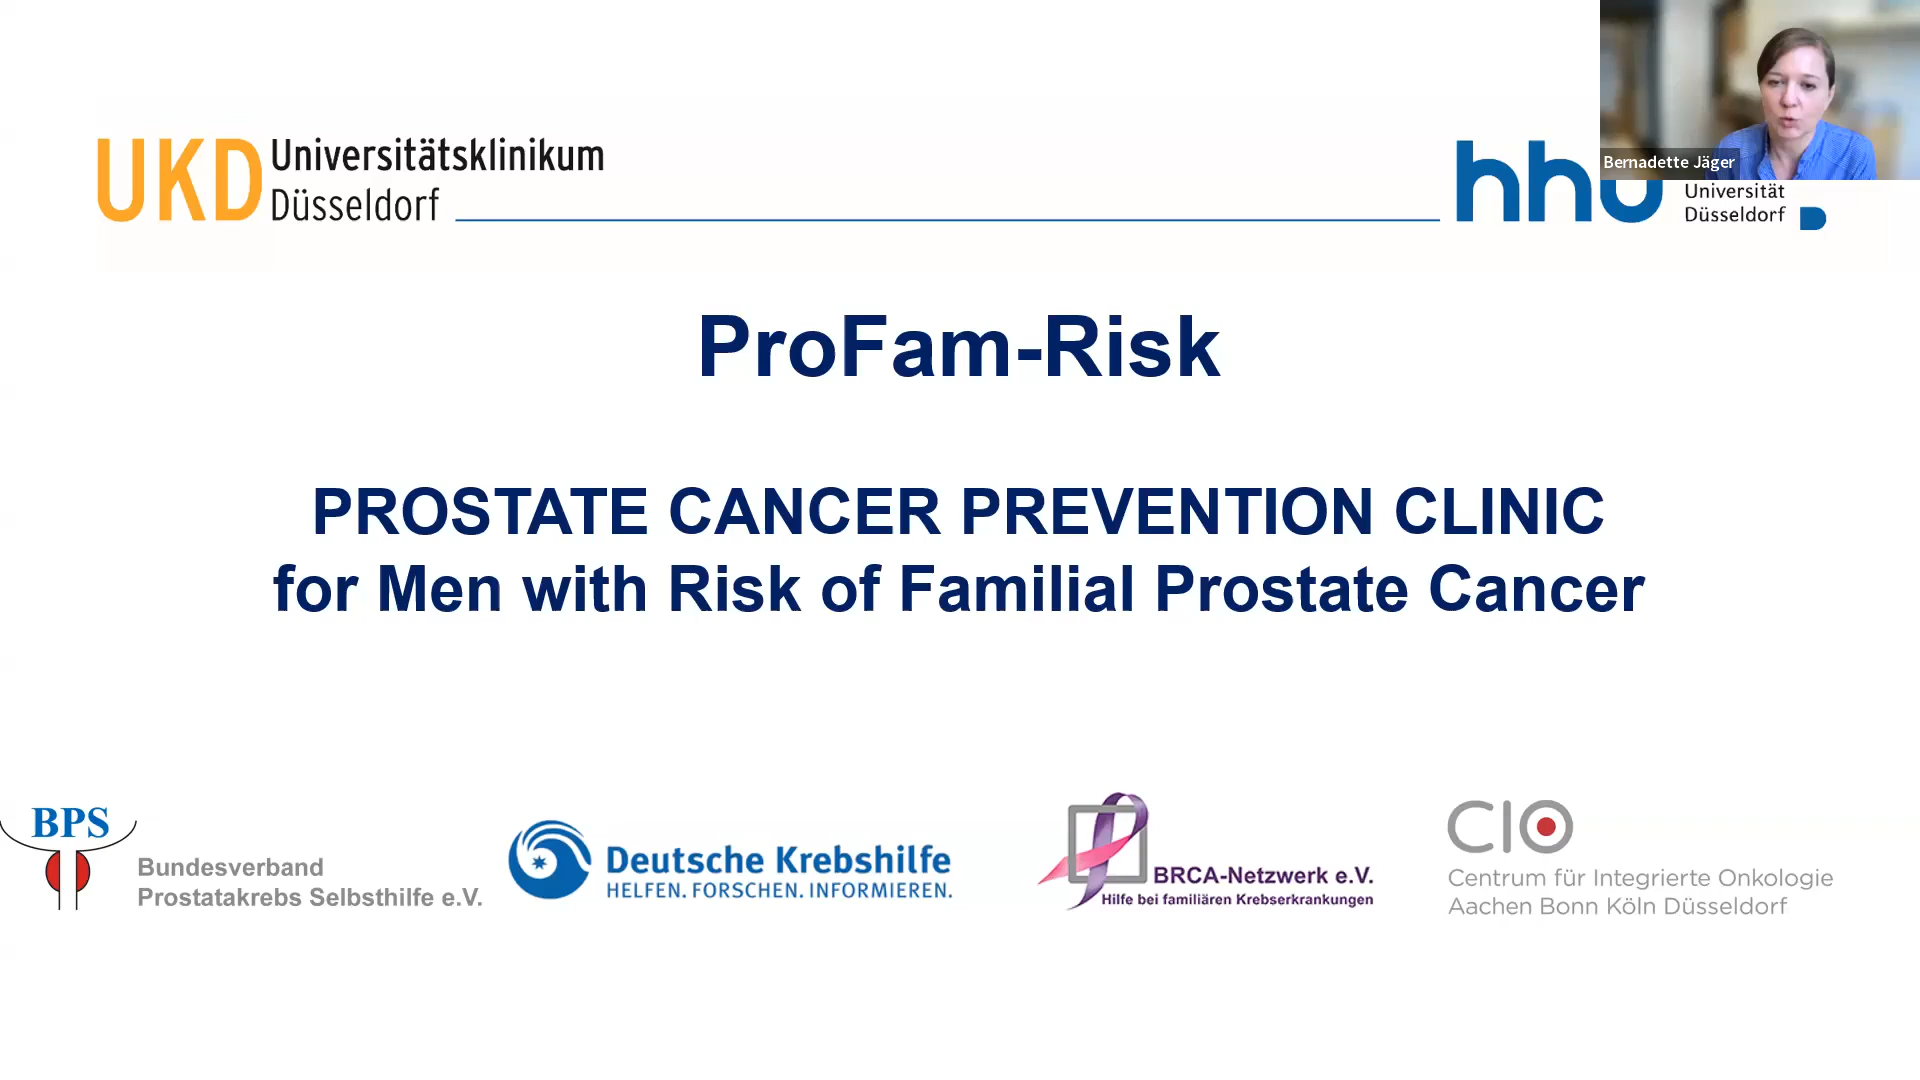 UKD Universitätsklinikum
Düsseldorf
hhu
Universität
Düsseldorf
Bernadette Jäger
ProFam-Risk
PROSTATE CANCER PREVENTION CLINIC
for Men with Risk of Familial Prostate Cancer
BPS
Bundesverband
Prostatakrebs Selbsthilfe e.V.
Deutsche Krebshilfe
HELFEN. FORSCHEN. INFORMIEREN.
BRCA-Netzwerk e.V.
Hilfe bei familiären Krebserkrankungen
CIO
Centrum für Integrierte Onkologie
Aachen Bonn Köln Düsseldorf